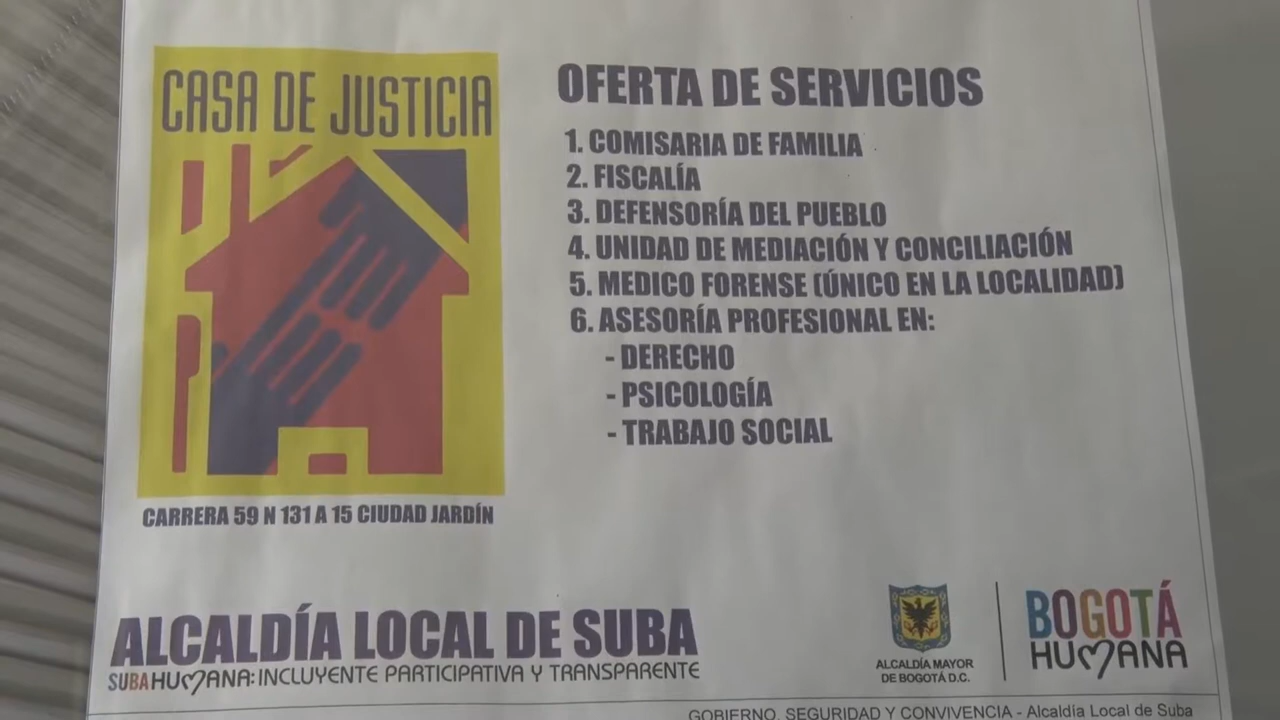 CASA DE JUSTICIA
CARRERA 59 N 131 A 15 CIUDAD JARDÍN
OFERTA DE SERVICIOS
1. COMISARIA DE FAMILIA
2. FISCALÍA
3. DEFENSORÍA DEL PUEBLO
4. UNIDAD DE MEDIACIÓN Y CONCILIACIÓN
5. MEDICO FORENSE (ÚNICO EN LA LOCALIDAD)
6. ASESORÍA PROFESIONAL EN:
- DERECHO
- PSICOLOGÍA
- TRABAJO SOCIAL
ALCALDÍA LOCAL DE SUBA
SUBA HUMANA: INCLUYENTE PARTICIPATIVA Y TRANSPARENTE
ALCALDÍA MAYOR
DE BOGOTÁ D.C.
BOGOTÁ
HUMANA
GOBIERNO, SEGURIDAD Y CONVIVENCIA - Alcaldía Local de Suba